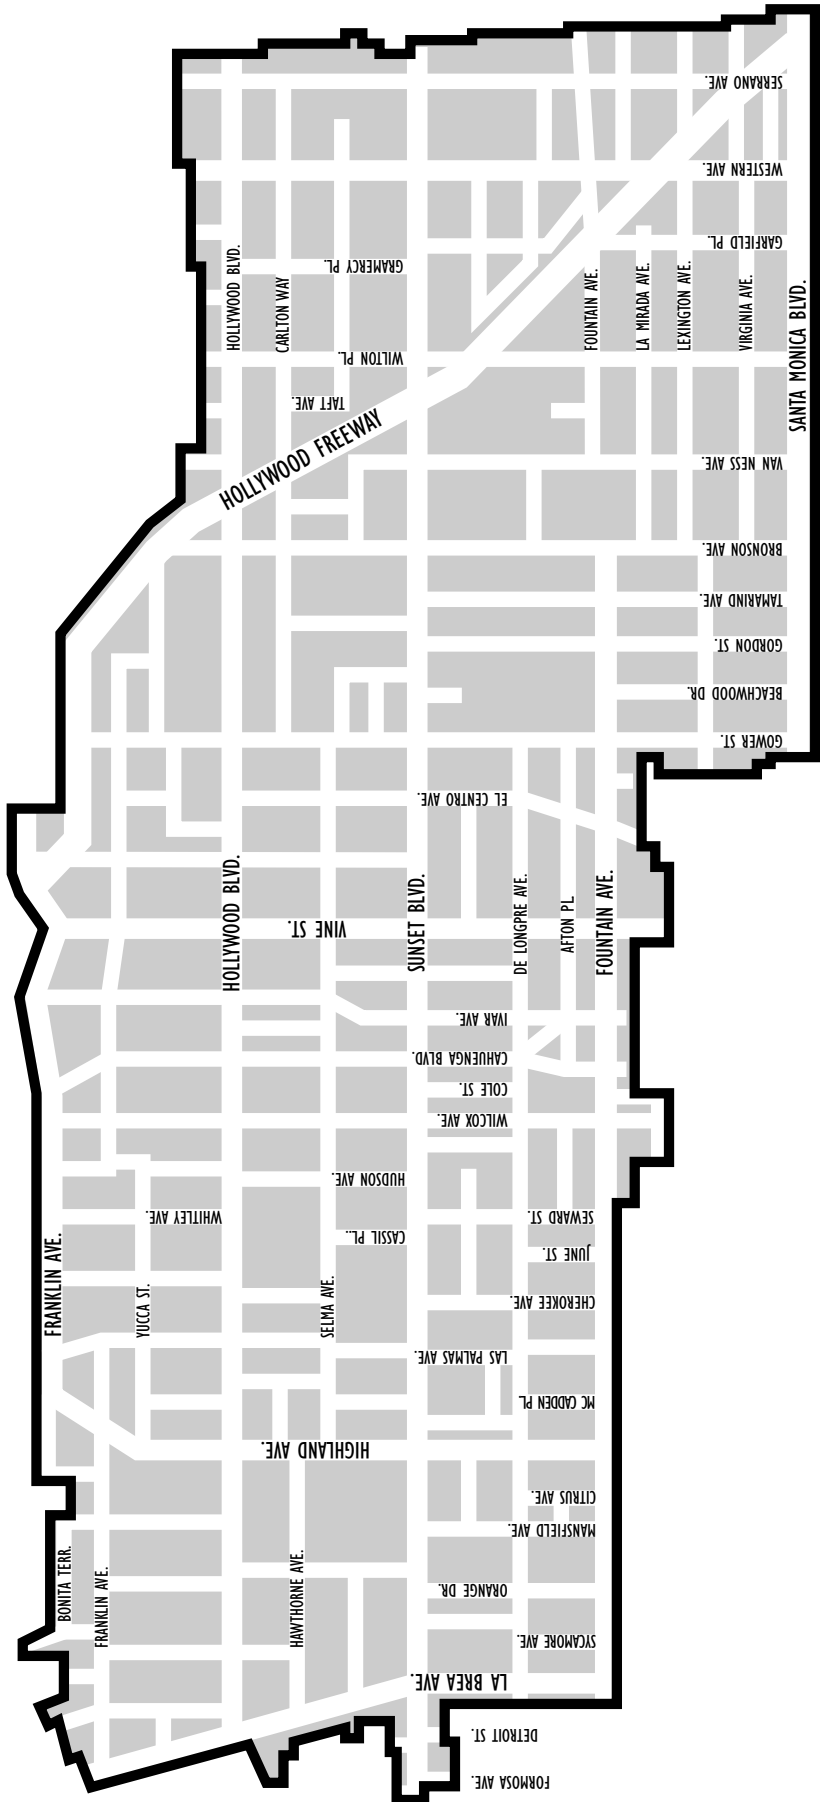 SERRANO AVE.
WESTERN AVE.
GARFIELD PL.
GRAMERCY PL.
HOLLYWOOD BLVD.
CARLTON WAY
FOUNTAIN AVE.
LA MIRADA AVE.
LEXINGTON AVE.
VIRGINIA AVE.
SANTA MONICA BLVD.
WILTON PL.
TAFT AVE.
HOLLYWOOD FREEWAY
VAN NESS AVE.
BRONSON AVE.
TAMARIND AVE.
GORDON ST.
BEACHWOOD DR.
GOWER ST.
EL CENTRO AVE.
HOLLYWOOD BLVD.
VINE ST.
SUNSET BLVD.
DE LONGPRE AVE.
AFTON PL
FOUNTAIN AVE.
IVAR AVE.
CAHUENGA BLVD.
COLE ST.
WILCOX AVE.
HUDSON AVE.
WHITLEY AVE.
SEWARD ST.
CASSIL PL..
JUNE ST.
FRANKLIN AVE.
YUCCA ST.
SELMA AVE.
CHEROKEE AVE.
LAS PALMAS AVE.
MC CADDEN PL
HIGHLAND AVE.
CITRUS AVE.
MANSFIELD AVE.
BONITA TERR.
FRANKLIN AVE.
HAWTHORNE AVE.
ORANGE DR.
SYCAMORE AVE.
LA BREA AVE.
DETROIT ST.
FORMOSA AVE.